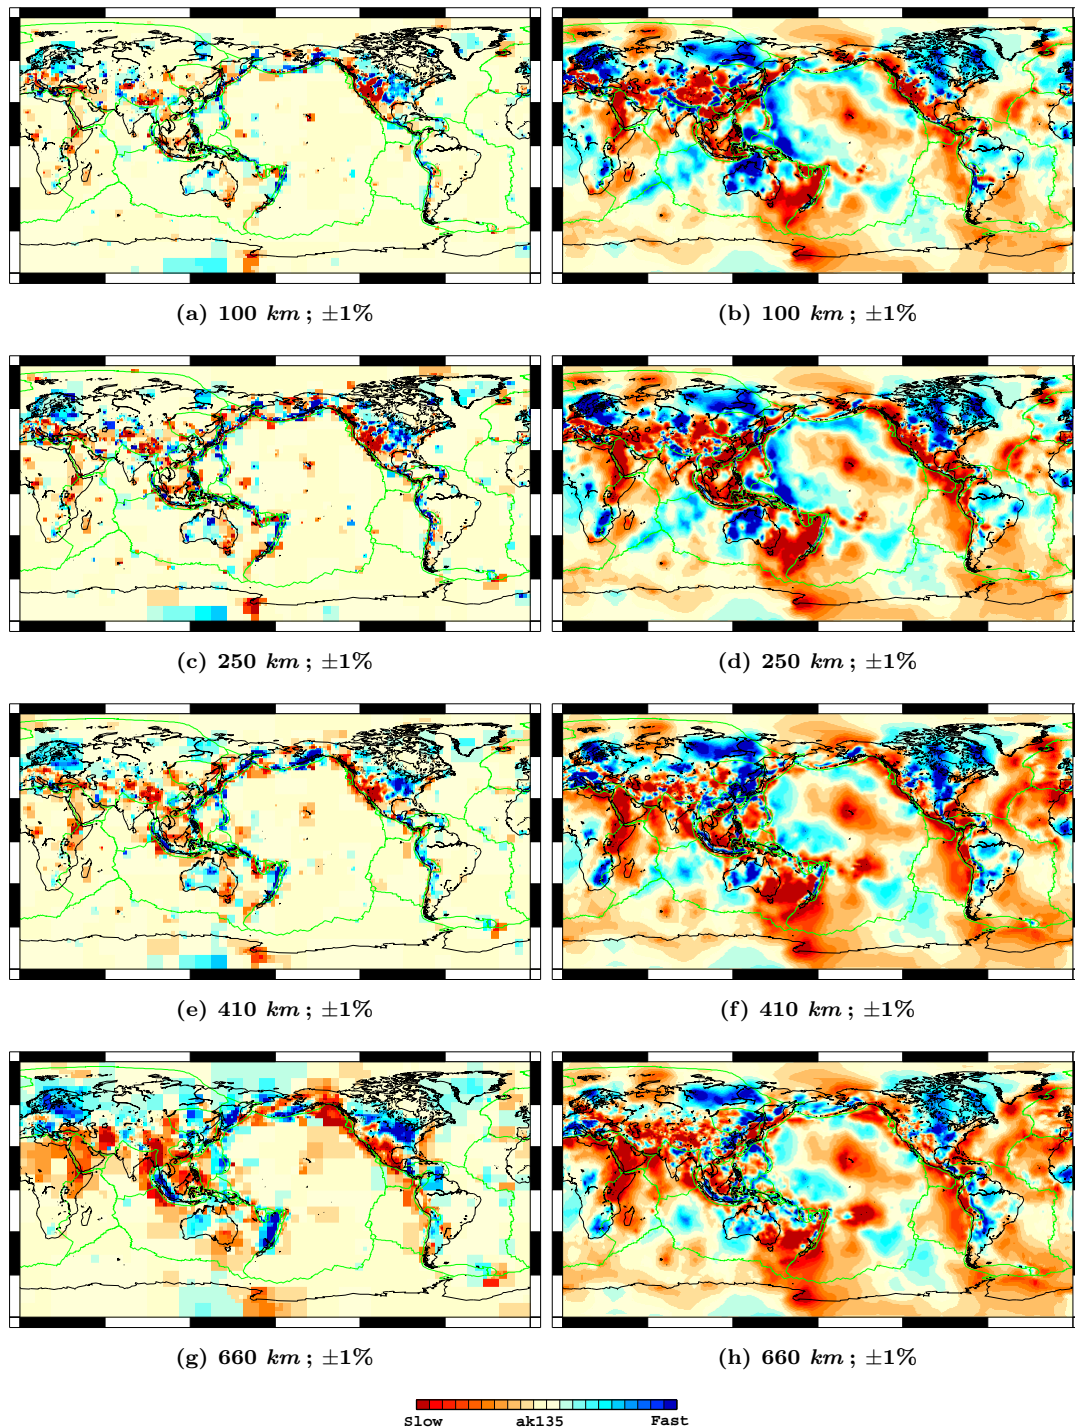 (a) 100 km ; ±1%
(b) 100 km ; ±1%
(c) 250 km ; ±1%
(d) 250 km ; ±1%
(e) 410 km ; ±1%
(f) 410 km ; ±1%
(g) 660 km ; ±1%
(h) 660 km ; ±1%
Slow ak135 Fast